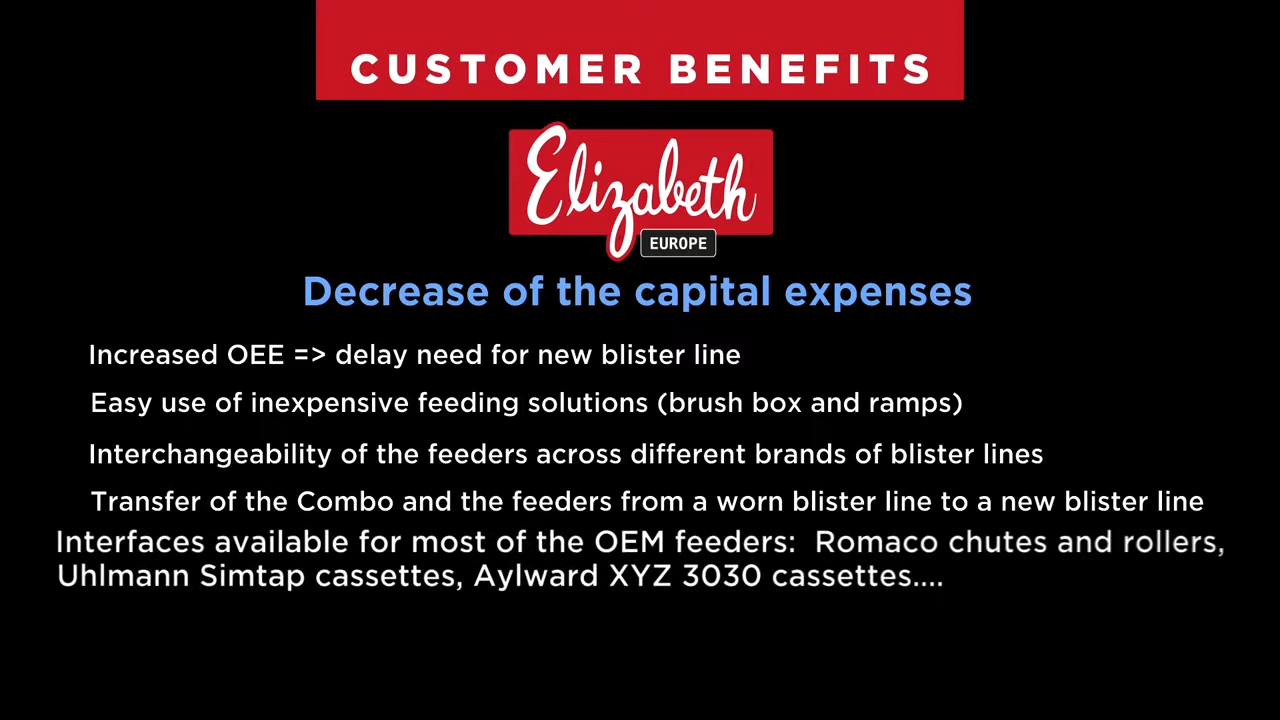 CUSTOMER BENEFITS
Elizabeth
EUROPE
Decrease of the capital expenses
Increased OEE => delay need for new blister line
Easy use of inexpensive feeding solutions (brush box and ramps)
Interchangeability of the feeders across different brands of blister lines
Transfer of the Combo and the feeders from a worn blister line to a new blister line
Interfaces available for most of the OEM feeders:  Romaco chutes and rollers,
Uhlmann Simtap cassettes, Aylward XYZ 3030 cassettes....